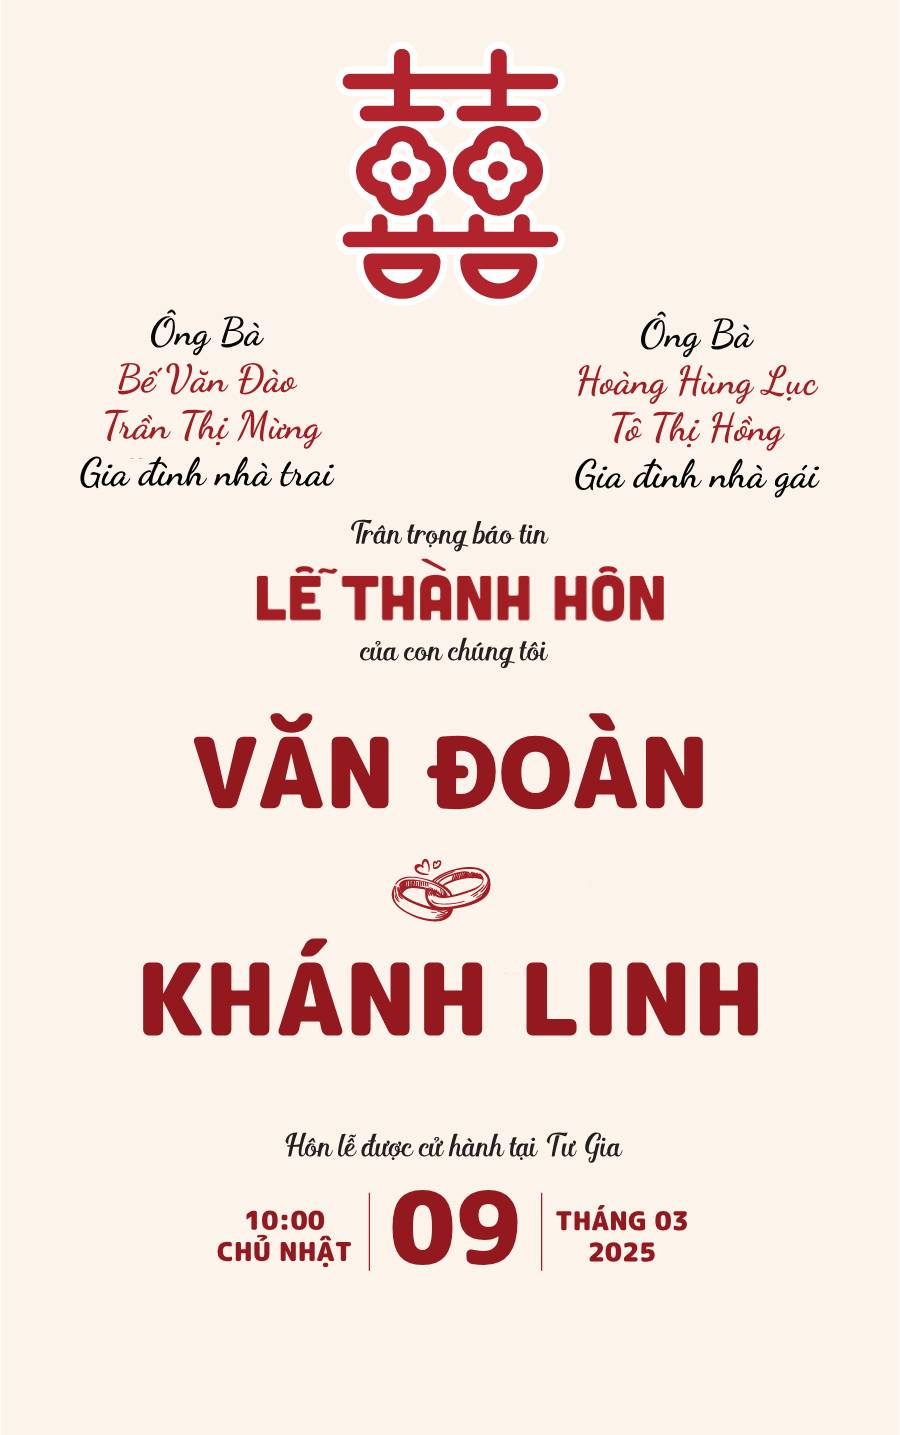 囍
Ông Bà
Bế Văn Đào
Trần Thị Mừng
Gia đình nhà trai
Ông Bà
Hoàng Hùng Lục
Tô Thị Hồng
Gia đình nhà gái
Trân trọng báo tin
LỄ THÀNH HÔN
của con chúng tôi
VĂN ĐOÀN
KHÁNH LINH
Hôn lễ được cử hành tại Tư Gia
10:00
CHỦ NHẬT
09
THÁNG 03
2025